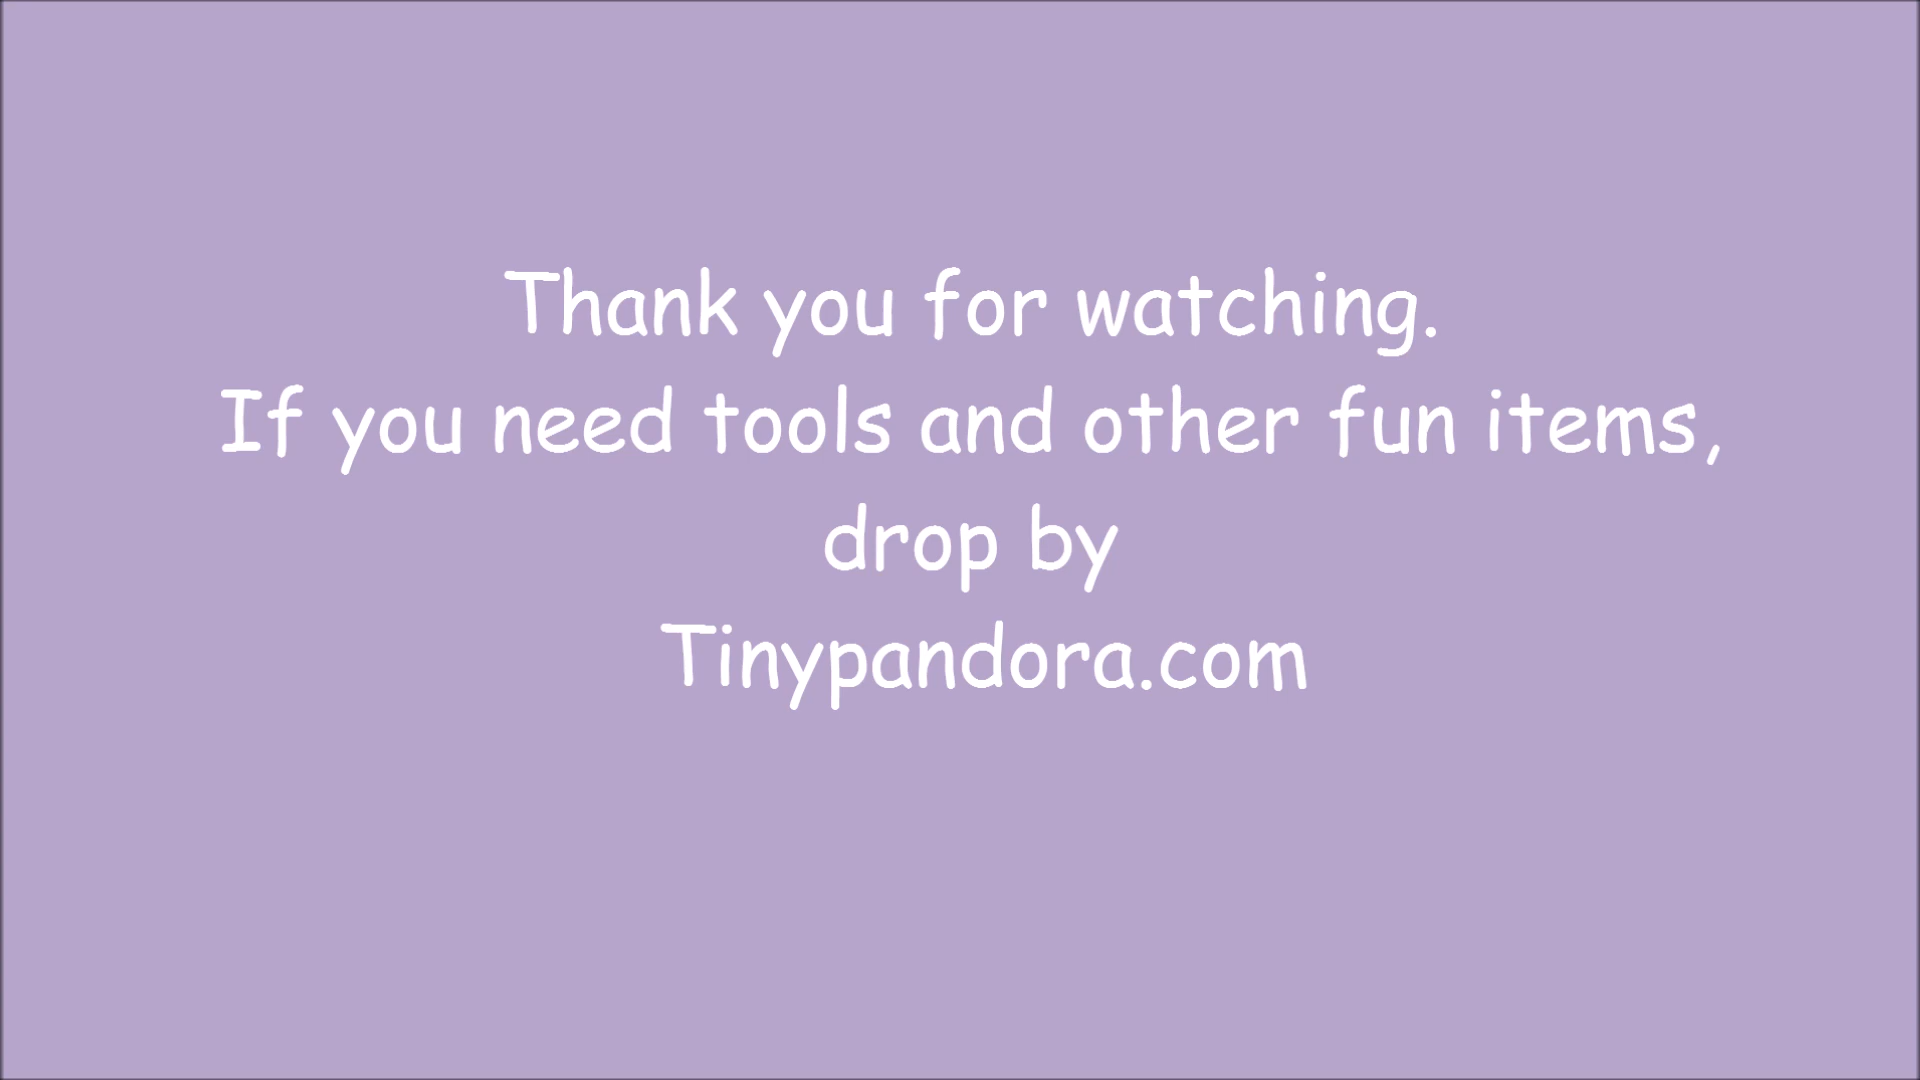 Thank you for watching.
If you need tools and other fun items,
drop by
Tinypandora.com